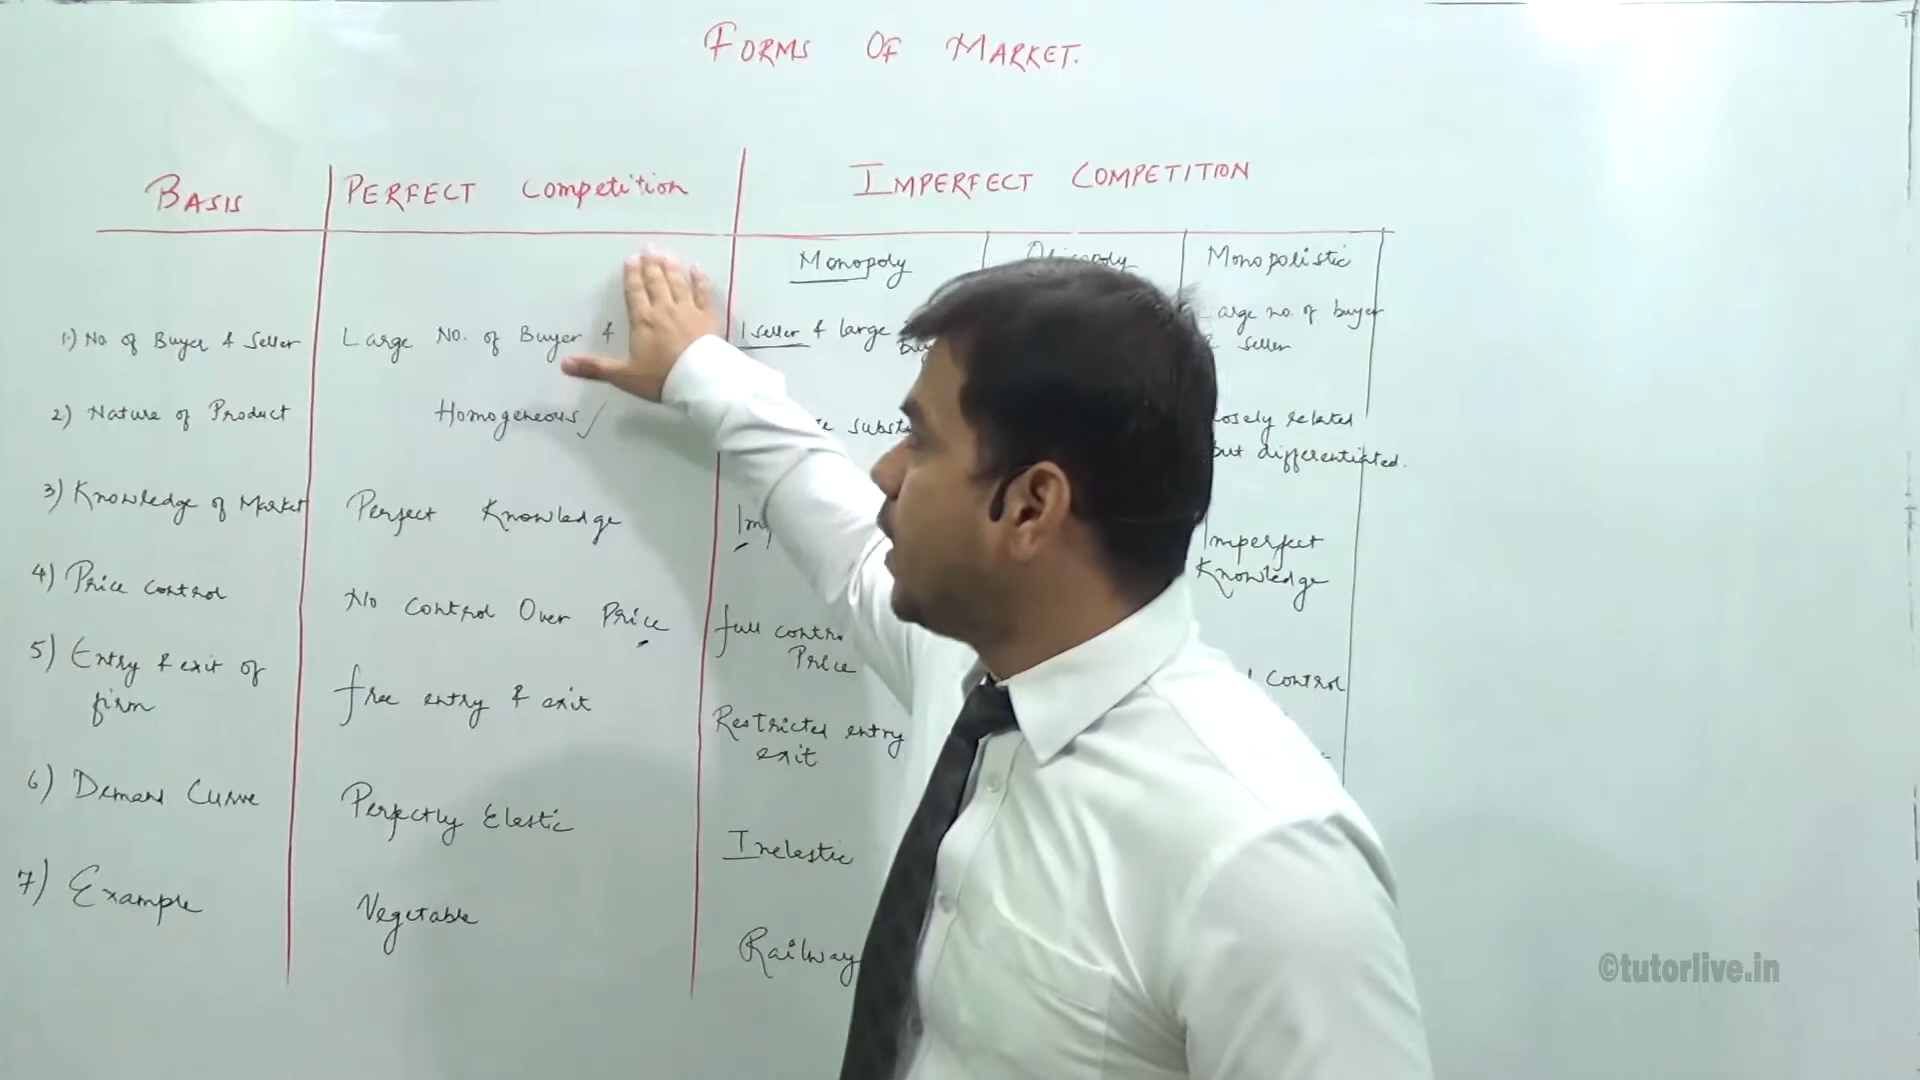 FORMS OF MARKET.
BASIS
PERFECT Competition
IMPERFECT COMPETITION
Monopoly
Oligopoly
Monopolistic
1) No of Buyer & Seller
Large No. of Buyer &
1 seller & large
Large no. of buyer
& seller
2) Nature of Product
Homogeneous
closely related
but differentiated.
3) Knowledge of Market
Perfect Knowledge
Imperfect
Knowledge
4) Price control
No control Over Price
full
Price
control
5) Entry & exit of
firm
free entry & exit
Restricted entry
exit
6) Demand Curve
Perfectly Elastic
Inelastic
7) Example
Vegetable
Railway
©tutorlive.in